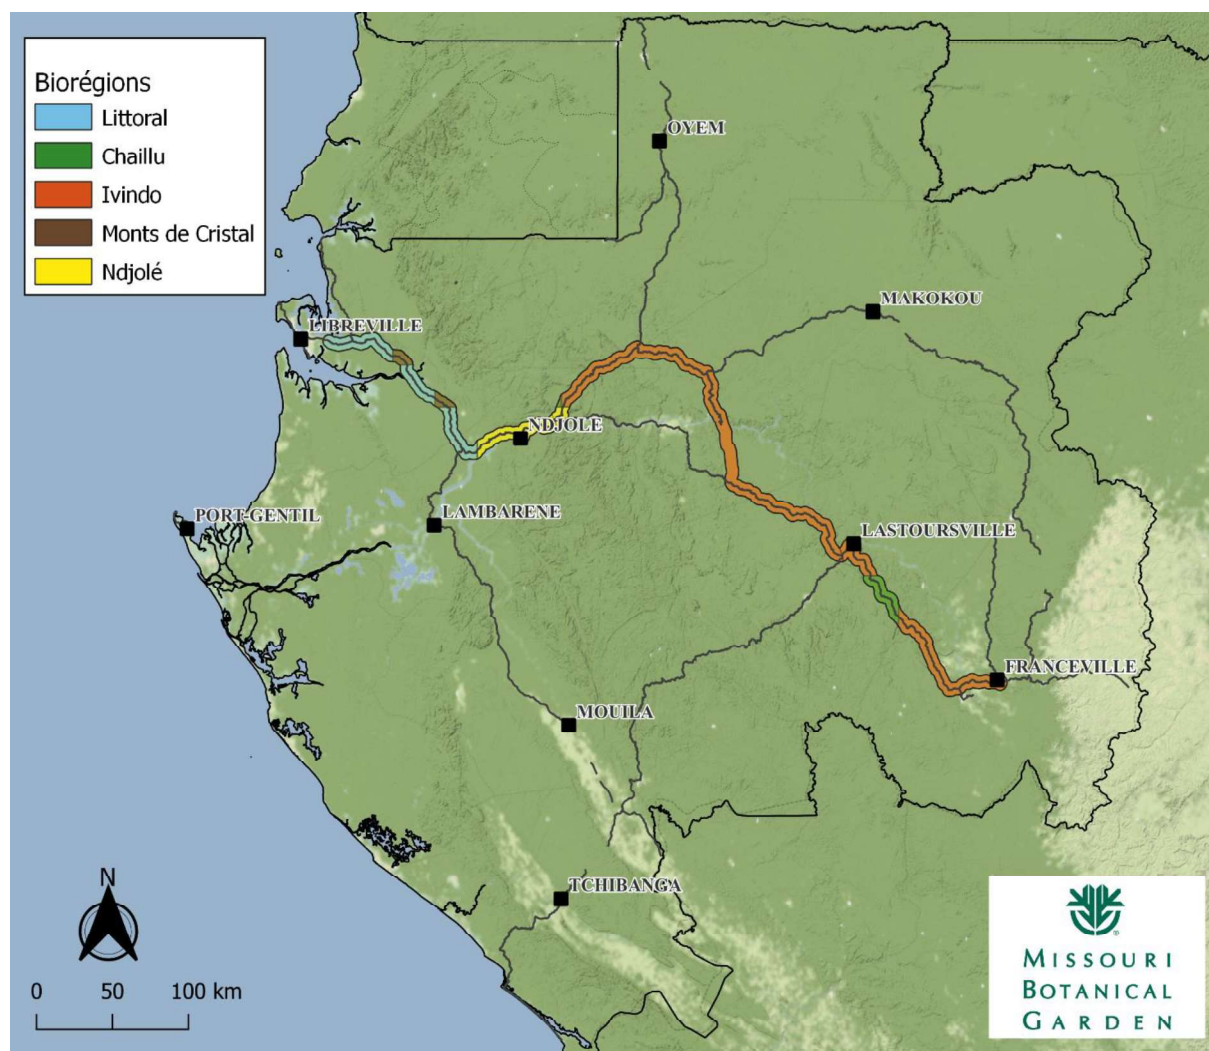 Biorégions
Littoral
Chaillu
Ivindo
Monts de Cristal
Ndjolé
OYEM
MAKOKOU
LIBREVILLE
NDJOLE
PORT-GENTIL
LAMBARENE
LASTOURSVILLE
FRANCEVILLE
MOUILA
TCHIBANGA
N
0 50 100 km
MISSOURI
BOTANICAL
GARDEN